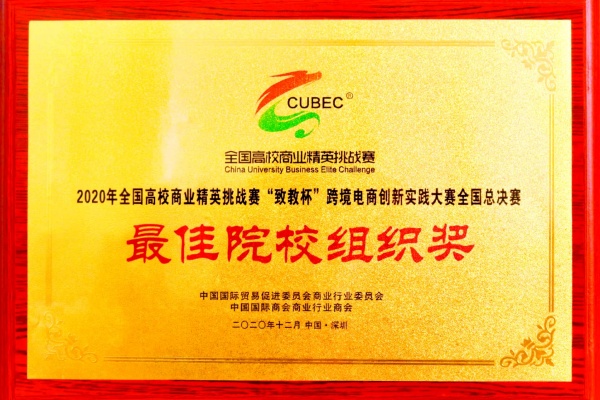 CUBEC®
全国高校商业精英挑战赛
China University Business Elite Challenge
2020年全国高校商业精英挑战赛“致教杯”跨境电商创新实践大赛全国总决赛
最佳院校组织奖
中国国际贸易促进委员会商业行业委员会
中国国际商会商业行业商会
二〇二〇年十二月 中国·深圳